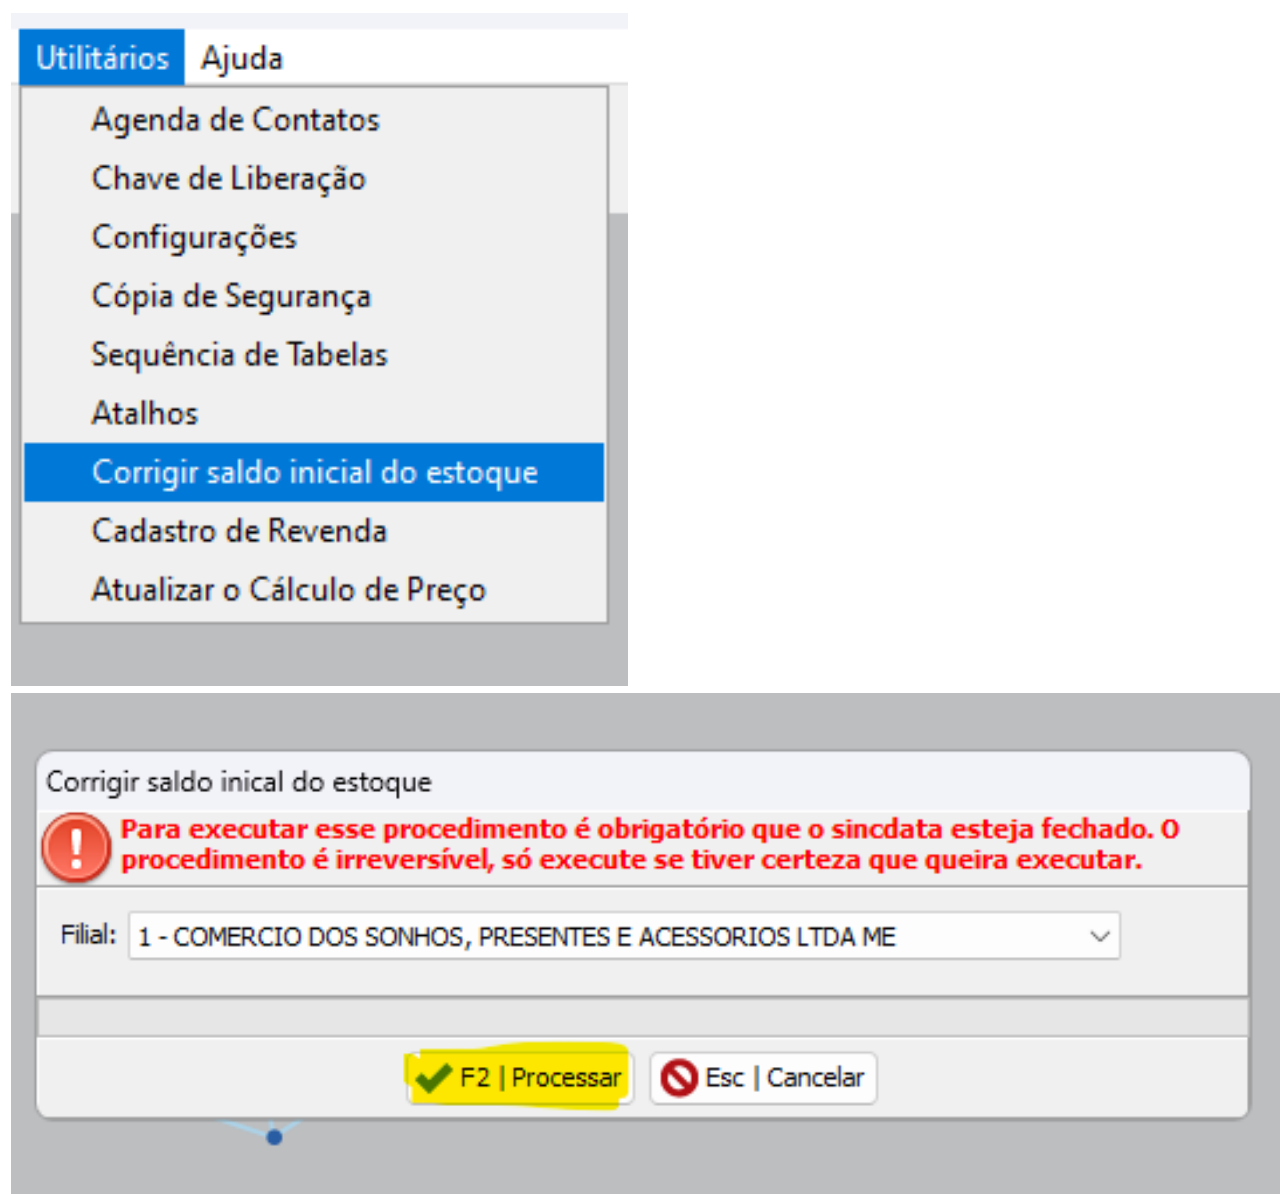 Utilitários Ajuda
Agenda de Contatos
Chave de Liberação
Configurações
Cópia de Segurança
Sequência de Tabelas
Atalhos
Corrigir saldo inicial do estoque
Cadastro de Revenda
Atualizar o Cálculo de Preço
Corrigir saldo inical do estoque
Para executar esse procedimento é obrigatório que o sincdata esteja fechado. O
procedimento é irreversível, só execute se tiver certeza que queira executar.
Filial: 1 - COMERCIO DOS SONHOS, PRESENTES E ACESSORIOS LTDA ME
F2 | Processar Esc | Cancelar